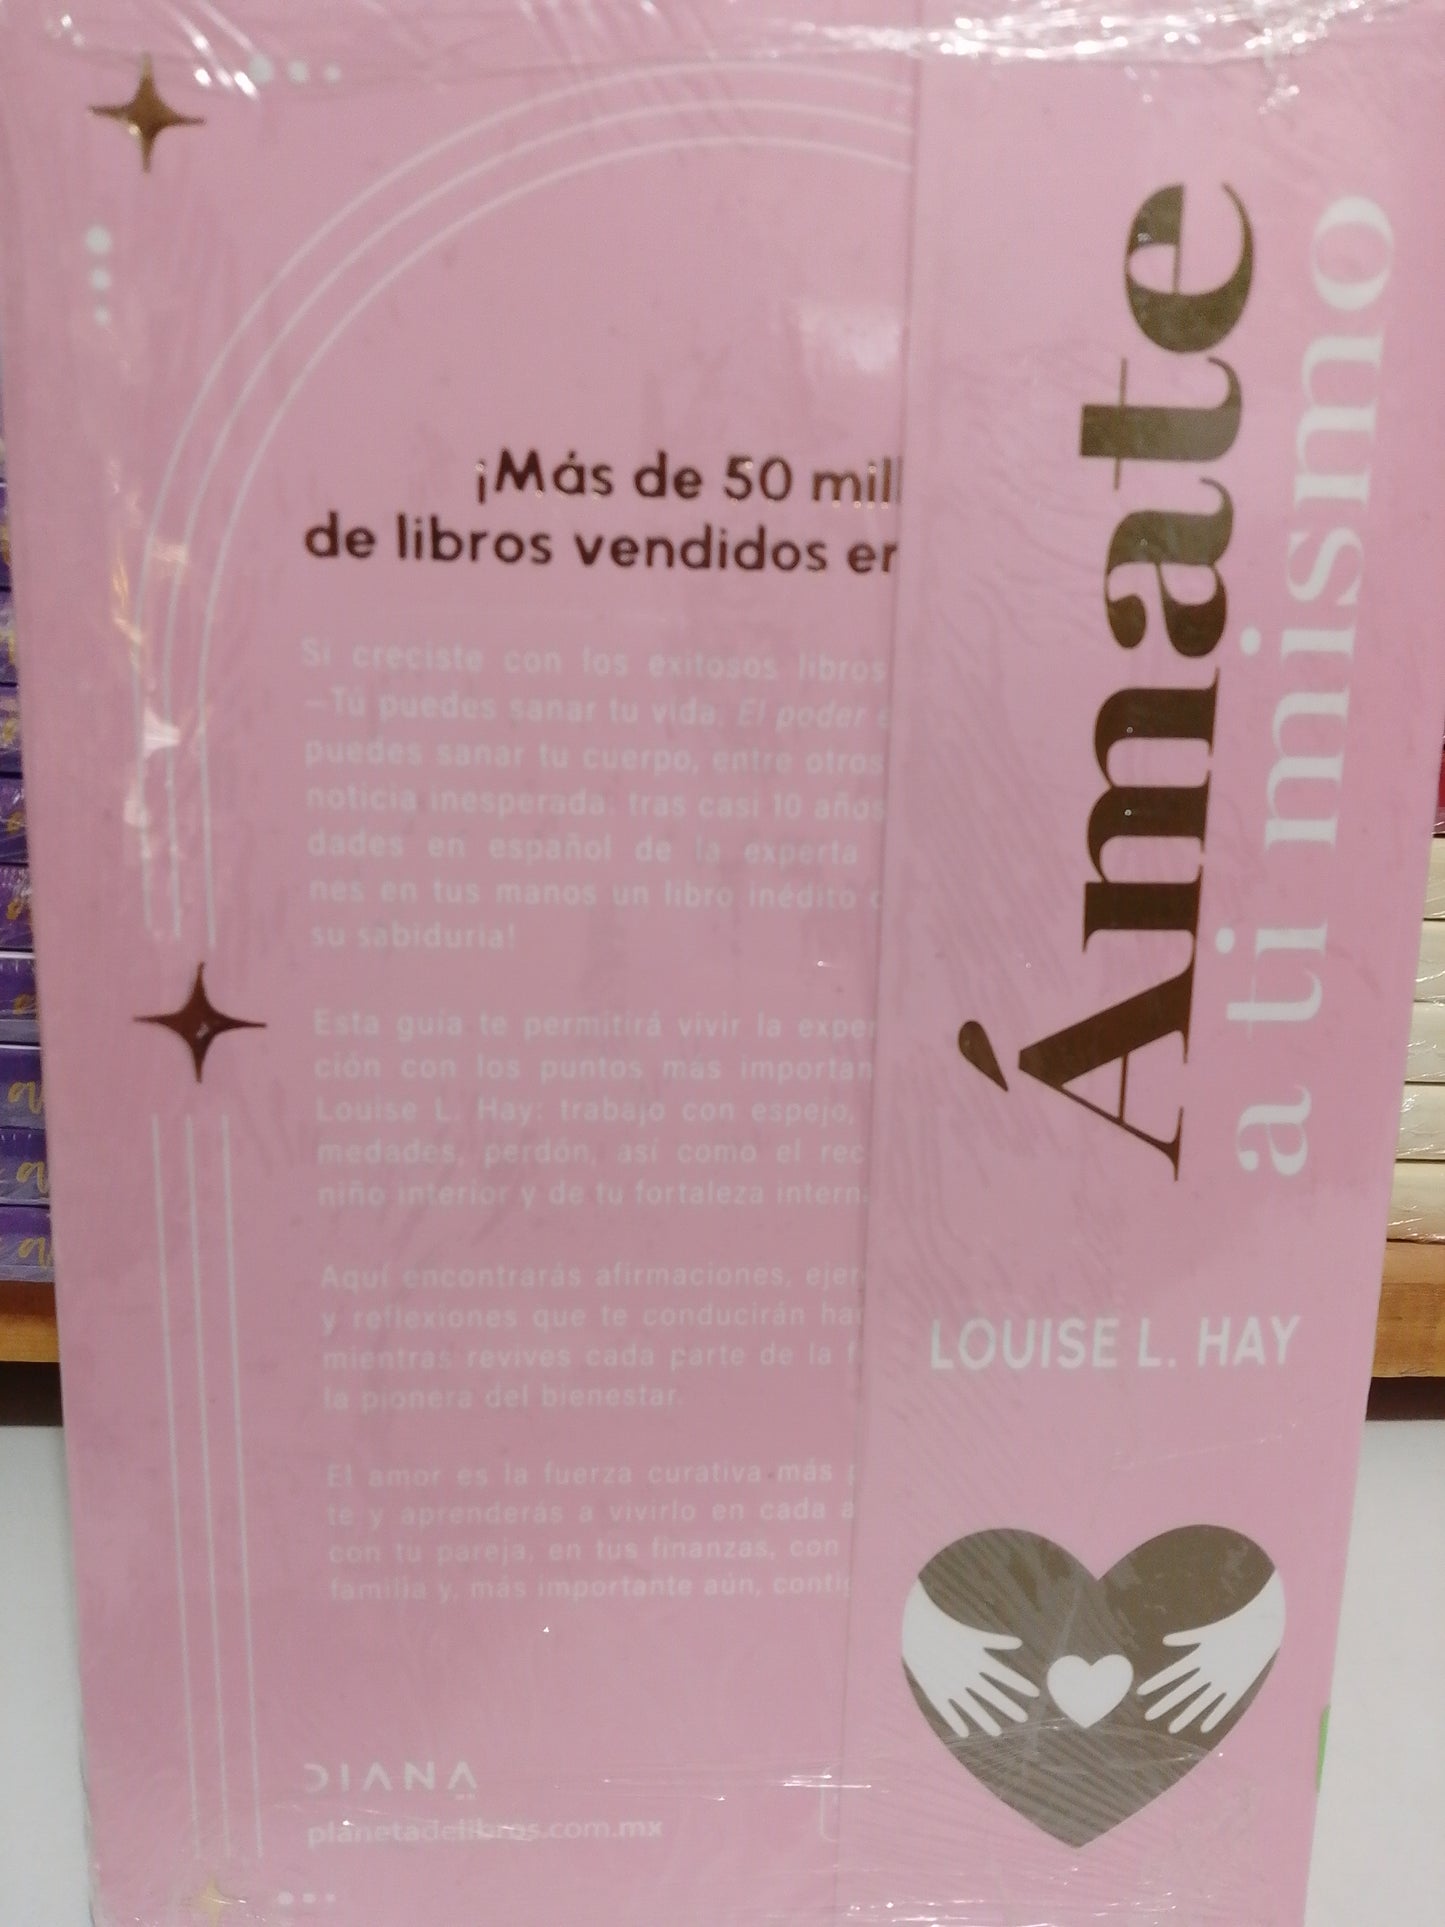 ¡Más de 50 mill
de libros vendidos en
Si creciste con los exitosos libros
—Tú puedes sanar tu vida, El poder e
puedes sanar tu cuerpo, entre otros
noticia inesperada: tras casi 10 años
dades en español de la experta
nes en tus manos un libro inédito c
su sabiduría!
Esta guía te permitirá vivir la exper
ción con los puntos más importan
Louise L. Hay: trabajo con espejo,
medades, perdón, así como el rec
niño interior y de tu fortaleza intern
Aquí encontrarás afirmaciones, ejer
y reflexiones que te conducirán ha
mientras revives cada parte de la f
la pionera del bienestar.
El amor es la fuerza curativa más p
te y aprenderás a vivirlo en cada a
con tu pareja, en tus finanzas, con
familia y, más importante aún, contig
DIANA
planetadelibros.com.mx
Ámate
a ti mismo
LOUISE L. HAY